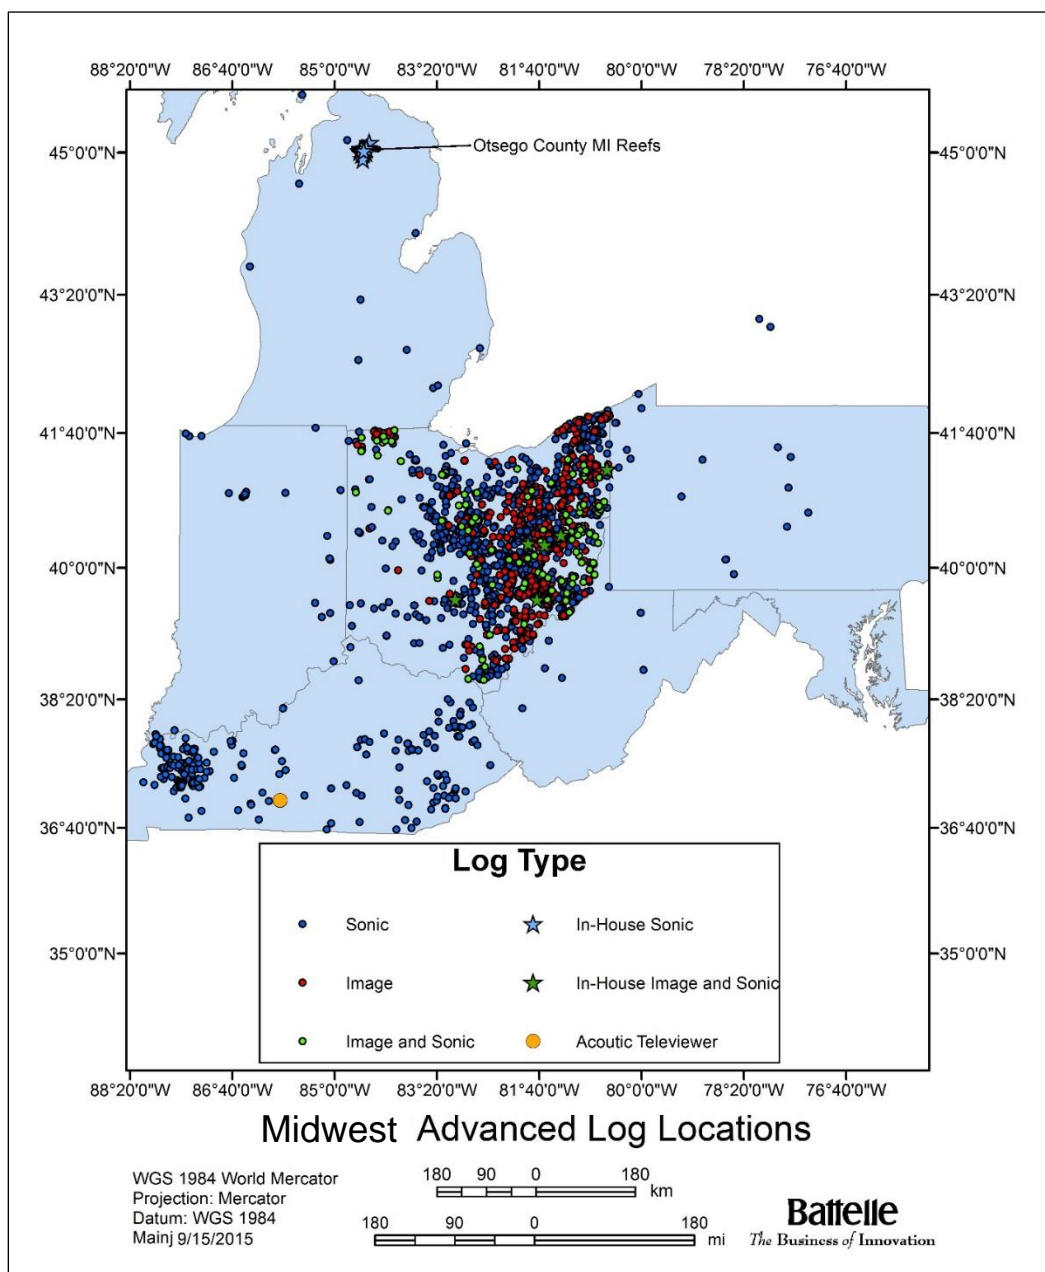 88°20'0"W 86°40'0"W 85°0'0"W 83°20'0"W 81°40'0"W 80°0'0"W 78°20'0"W 76°40'0"W
45°0'0"N Otsego County MI Reefs 45°0'0"N
43°20'0"N 43°20'0"N
41°40'0"N 41°40'0"N
40°0'0"N 40°0'0"N
38°20'0"N 38°20'0"N
36°40'0"N 36°40'0"N
Log Type
Sonic In-House Sonic
35°0'0"N 35°0'0"N
Image In-House Image and Sonic
Image and Sonic Acoutic Televiewer
88°20'0"W 86°40'0"W 85°0'0"W 83°20'0"W 81°40'0"W 80°0'0"W 78°20'0"W 76°40'0"W
Midwest Advanced Log Locations
WGS 1984 World Mercator
Projection: Mercator
Datum: WGS 1984
Mainj 9/15/2015
180 90 0 180
km
180 90 0 180
mi
Battelle
The Business of Innovation